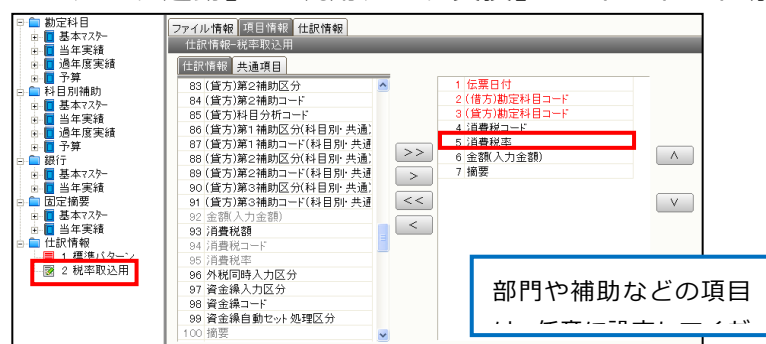 勘定科目
基本マスター
当年実績
過年度実績
予算
科目別補助
基本マスター
当年実績
過年度実績
予算
銀行
基本マスター
当年実績
固定摘要
基本マスター
当年実績
仕訳情報
1 標準パターン
2 税率取込用
ファイル情報 項目情報 仕訳情報
仕訳情報-税率取込用
仕訳情報 共通項目
83 (貸方)第2補助区分
84 (貸方)第2補助コード
85 (貸方)科目分析コード
86 (貸方)第1補助区分(科目別・共通)
87 (貸方)第1補助コード(科目別・共通
88 (貸方)第2補助区分(科目別・共通)
89 (貸方)第2補助コード(科目別・共通
90 (貸方)第3補助区分(科目別・共通)
91 (貸方)第3補助コード(科目別・共通
92 金額(入力金額)
93 消費税額
94 消費税コード
95 消費税率
96 外税同時入力区分
97 資金繰入力区分
98 資金繰コード
99 資金繰自動セット処理区分
100 摘要
>>
>
<<
<
1 伝票日付
2 (借方)勘定科目コード
3 (貸方)勘定科目コード
4 消費税コード
5 消費税率
6 金額(入力金額)
7 摘要
∧
∨
部門や補助などの項目